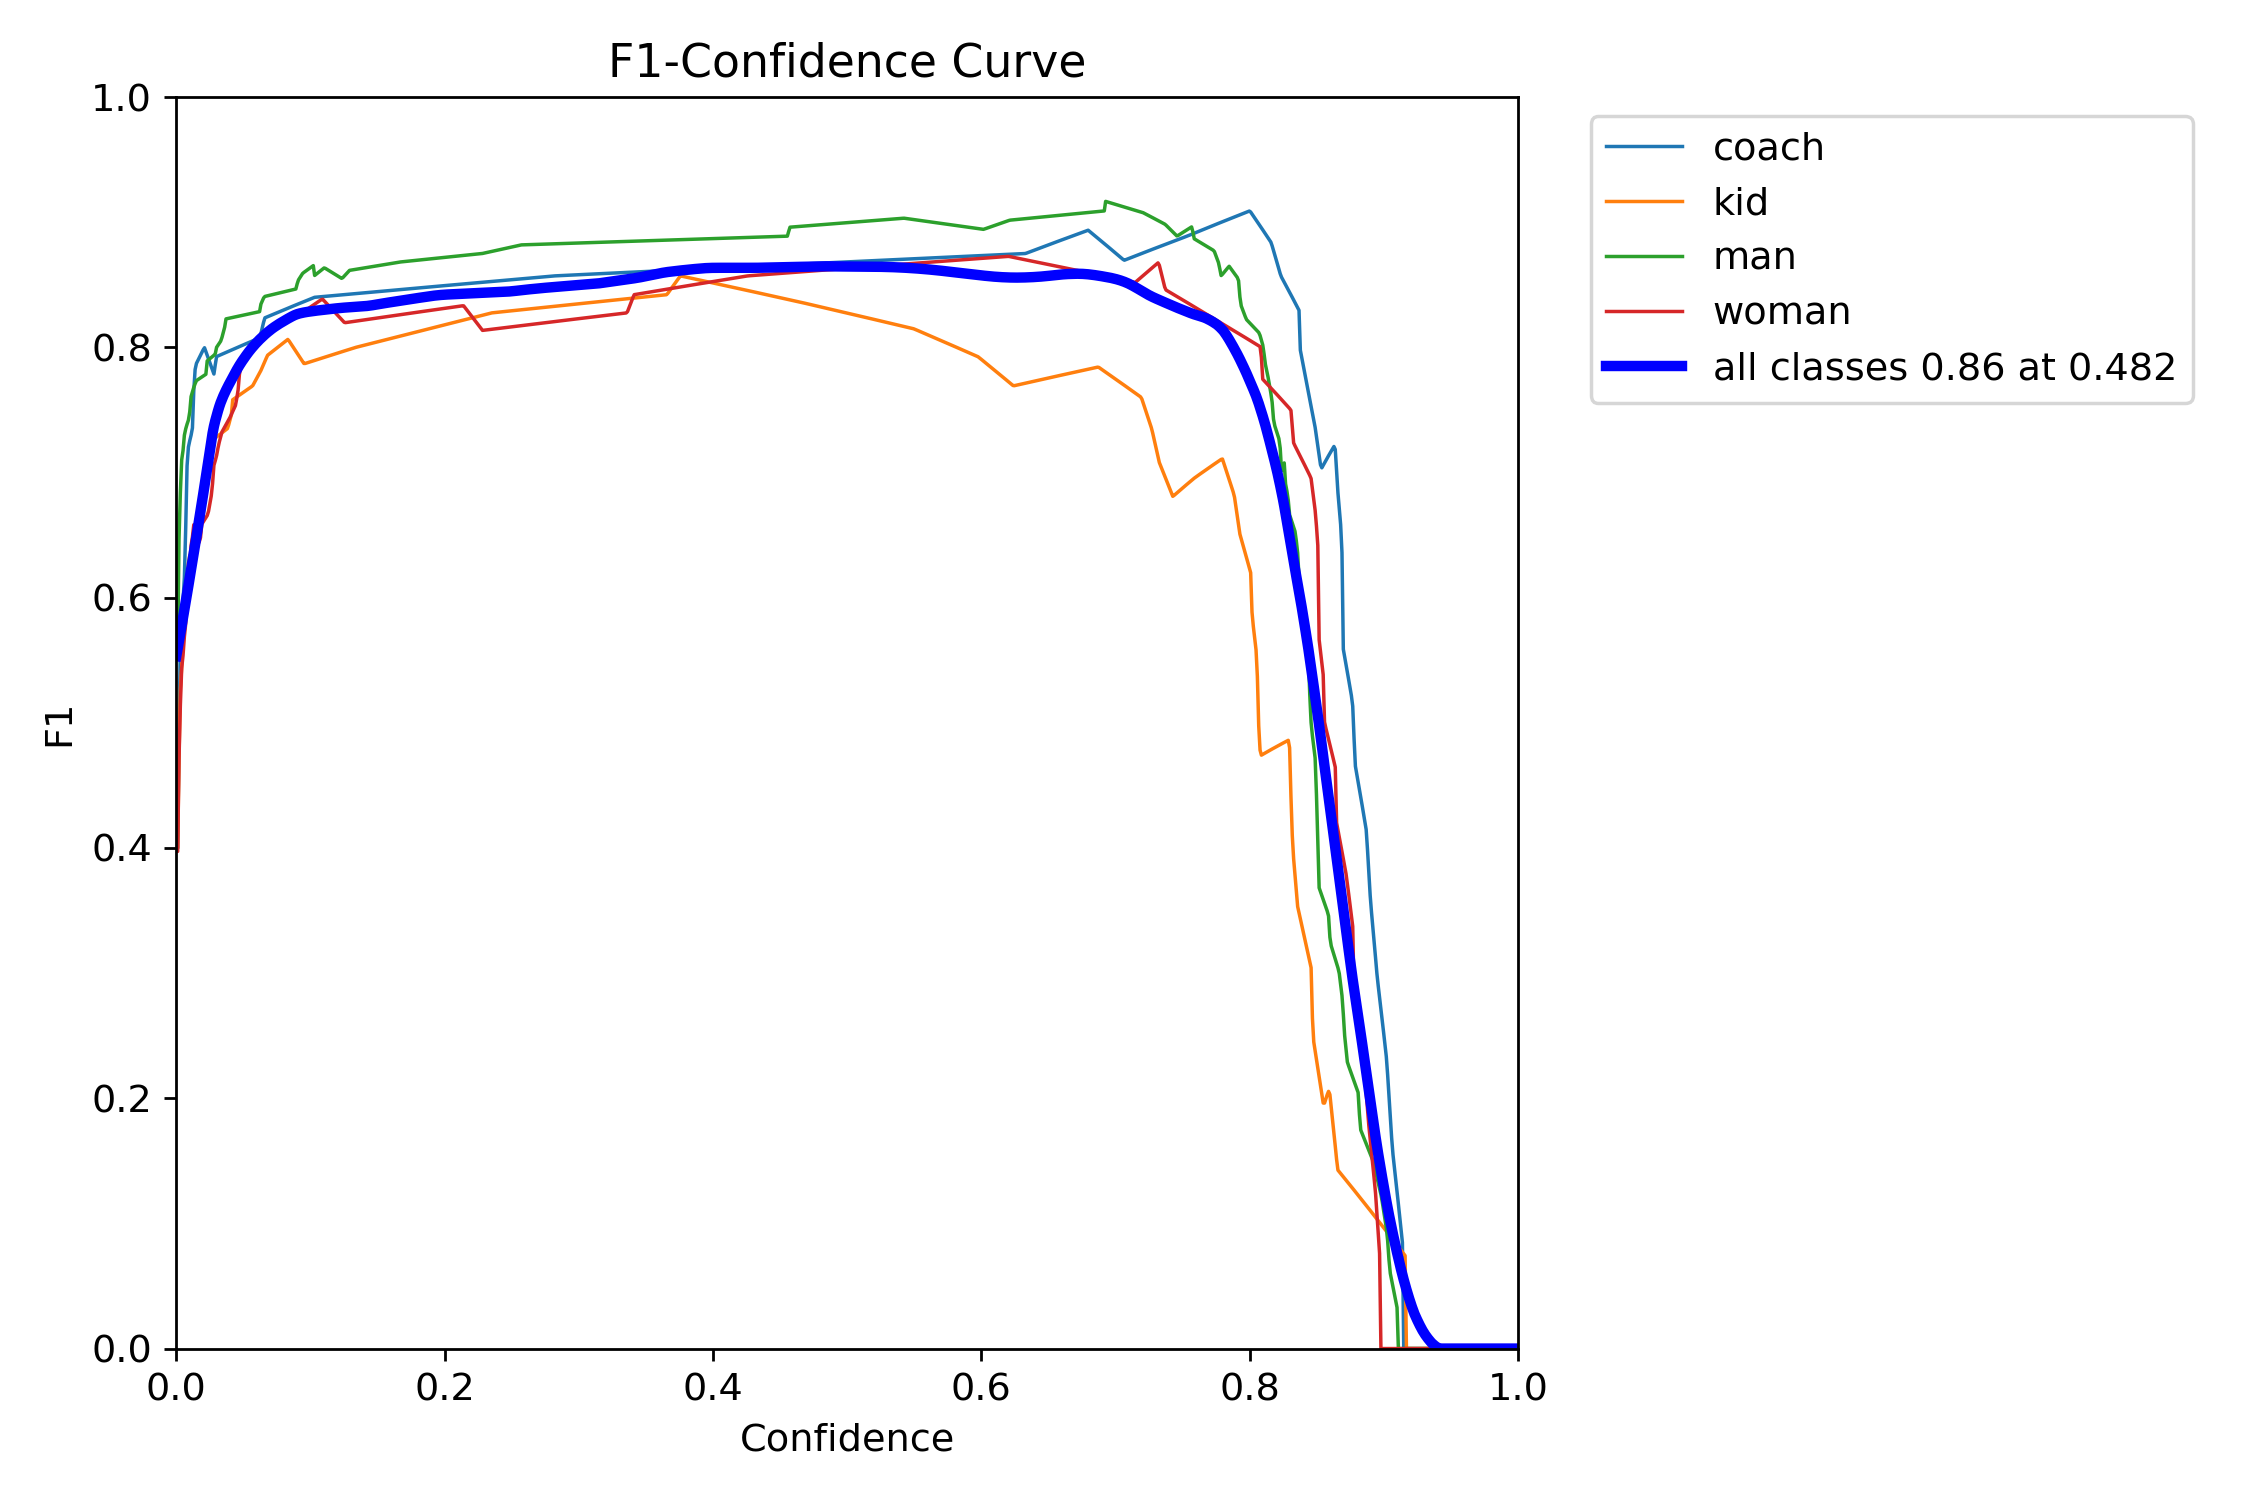 F1-Confidence Curve
1.0
0.8
0.6
0.4
0.2
0.0
F1
0.0 0.2 0.4 0.6 0.8 1.0
Confidence
coach
kid
man
woman
all classes 0.86 at 0.482